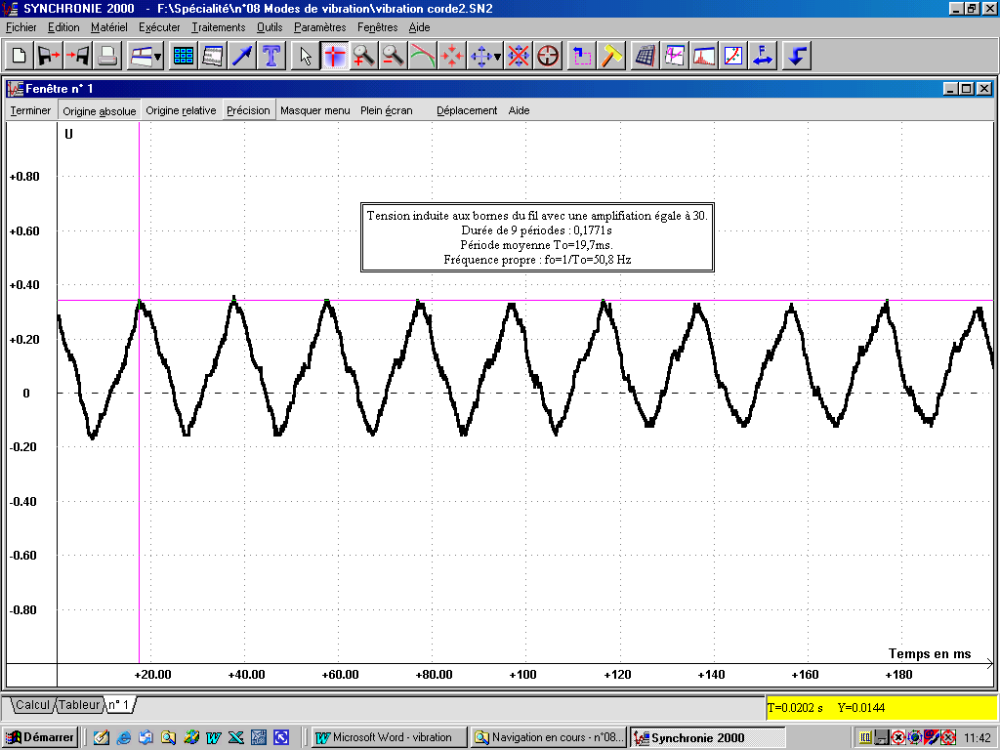 SYNCHRONIE 2000 - F:\Spécialité\n°08 Modes de vibration\vibration corde2.SN2
Fichier Edition Matériel Exécuter Traitements Outils Paramètres Fenêtres Aide
Fenêtre n° 1
Terminer Origine absolue Origine relative Précision Masquer menu Plein écran Déplacement Aide
U
+0.80
+0.60
+0.40
+0.20
0
-0.20
-0.40
-0.60
-0.80
Tension induite aux bornes du fil avec une amplifiation égale à 30.
Durée de 9 périodes : 0,1771s
Période moyenne To=19,7ms.
Fréquence propre : fo=1/To=50,8 Hz
Temps en ms
+20.00 +40.00 +60.00 +80.00 +100 +120 +140 +160 +180
Calcul Tableur n° 1
T=0.0202 s Y=0.0144
Démarrer Microsoft Word - vibration Navigation en cours - n°08... Synchronie 2000 11:42